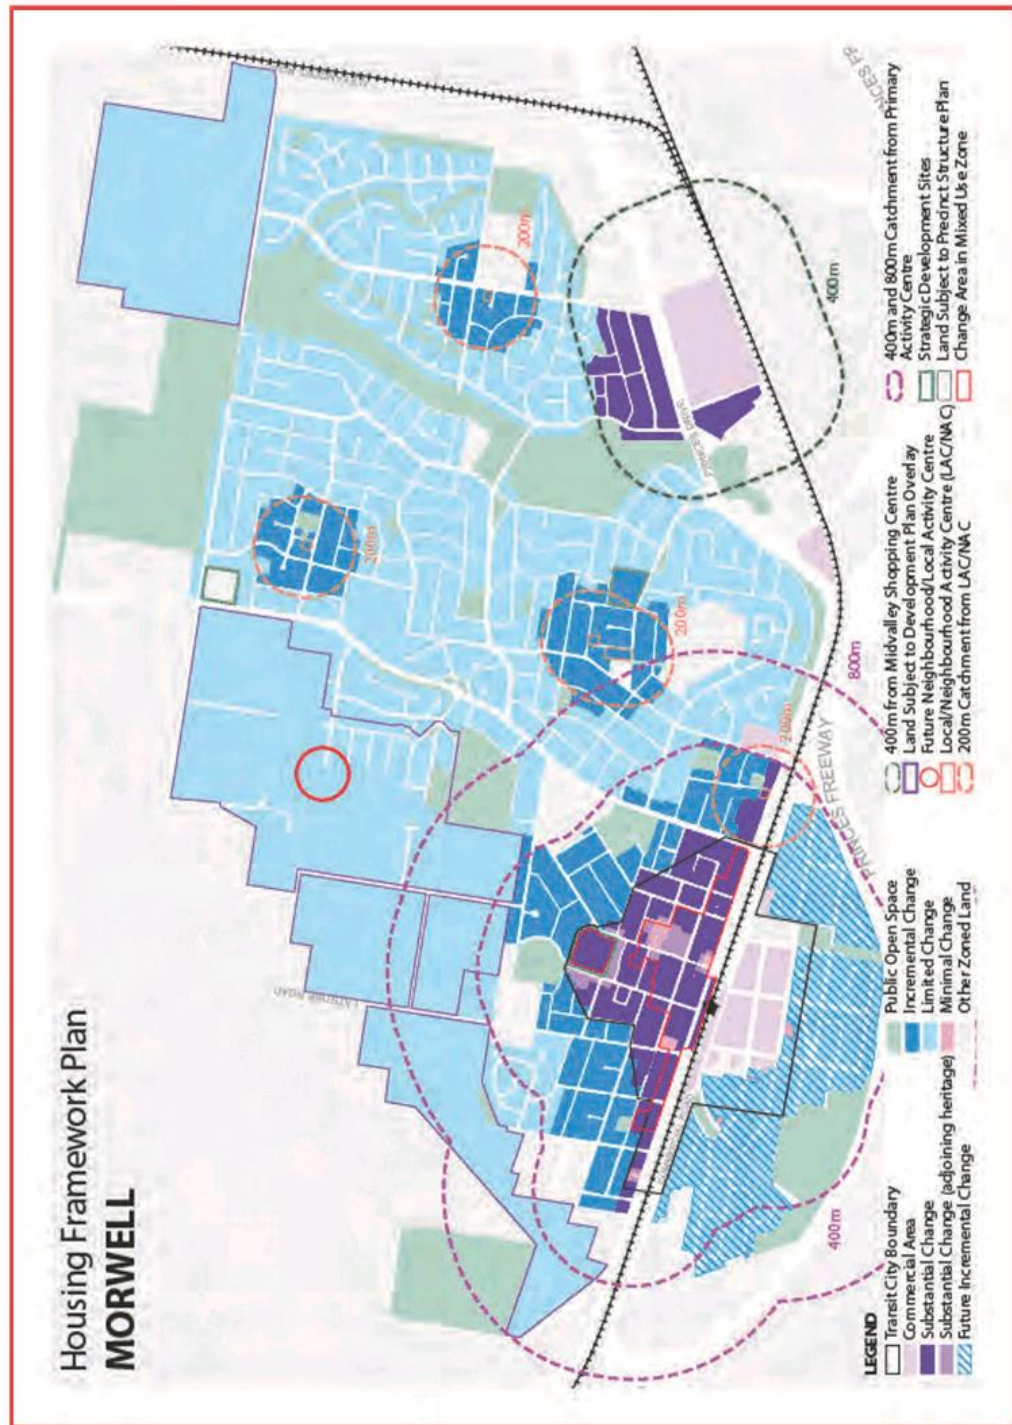 Housing Framework Plan
MORWELL
LATROBE ROAD
PRINCES DRIVE
PRINCES FREEWAY
200m
200m
200m
200m
400m
400m
800m
LEGEND
Transit City Boundary
Commercial Area
Substantial Change
Substantial Change (adjoining heritage)
Future Incremental Change
Public Open Space
Incremental Change
Limited Change
Minimal Change
Other Zoned Land
400m from Midvalley Shopping Centre
Land Subject to Development Plan Overlay
Future Neighbourhood/Local Activity Centre
Local/Neighbourhood Activity Centre (LAC/NAC)
200m Catchment from LAC/NAC
400m and 800m Catchment from Primary
Activity Centre
Strategic Development Sites
Land Subject to Precinct Structure Plan
Change Area in Mixed Use Zone